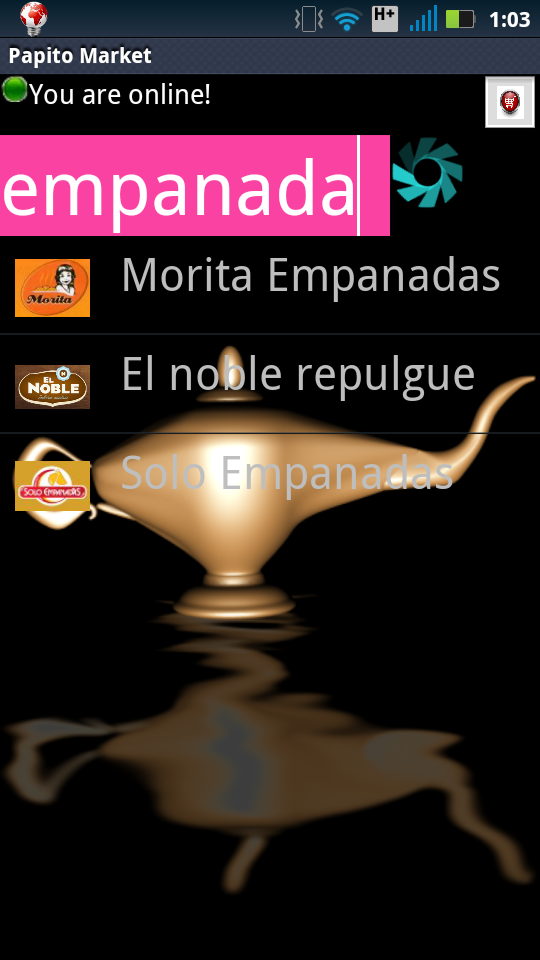 H+ 1:03
Papito Market
You are online!
empanada
Morita Empanadas
Morita
El noble repulgue
EL
NOBLE
Solo Empanadas
SOLO EMPANADAS